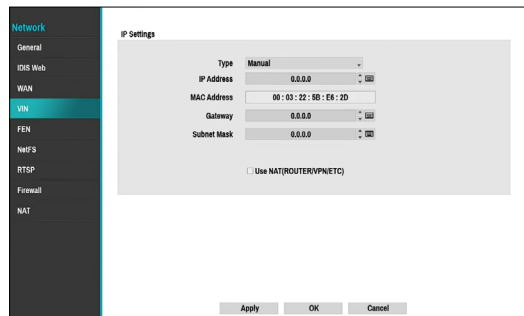 Network
General
IDIS Web
WAN
VIN
FEN
NetFS
RTSP
Firewall
NAT
IP Settings
Type Manual
IP Address 0.0.0.0
MAC Address 00 : 03 : 22 : 5B : E6 : 2D
Gateway 0.0.0.0
Subnet Mask 0.0.0.0
Use NAT(ROUTER/VPN/ETC)
Apply OK Cancel